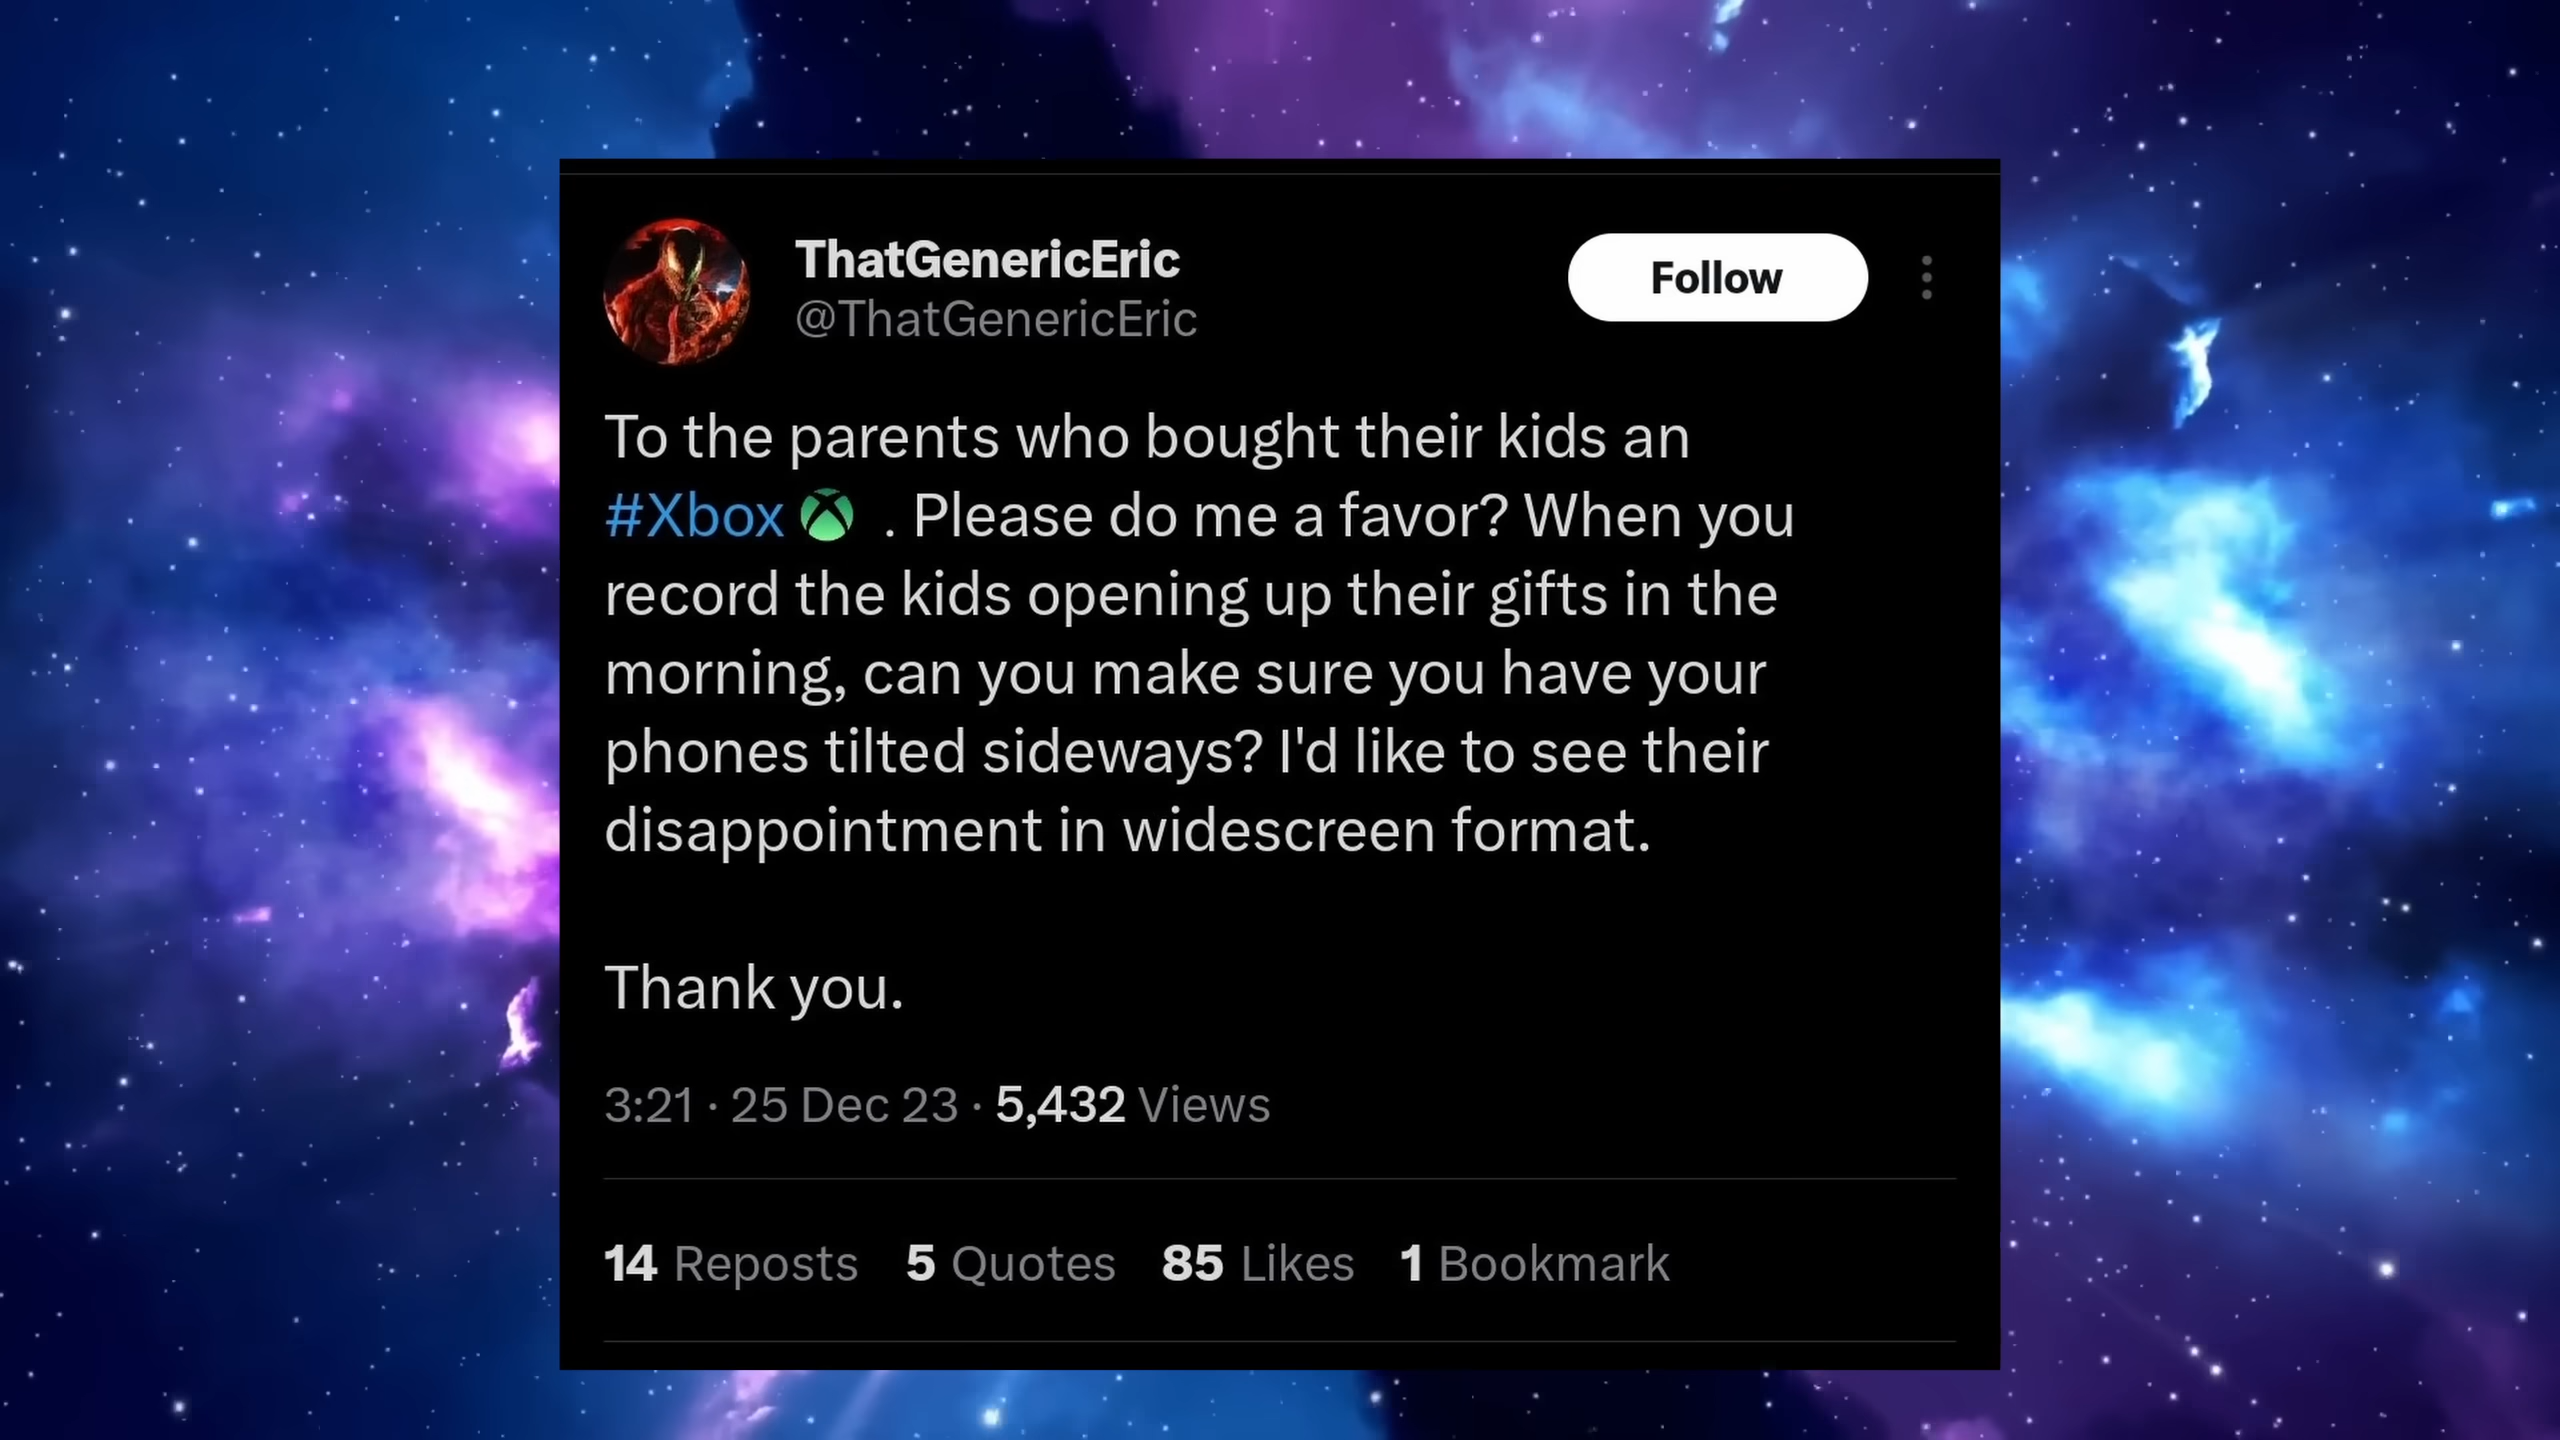 ThatGenericEric
@ThatGenericEric
Follow
To the parents who bought their kids an
#Xbox . Please do me a favor? When you
record the kids opening up their gifts in the
morning, can you make sure you have your
phones tilted sideways? I'd like to see their
disappointment in widescreen format.
Thank you.
3:21 · 25 Dec 23 · 5,432 Views
14 Reposts 5 Quotes 85 Likes 1 Bookmark